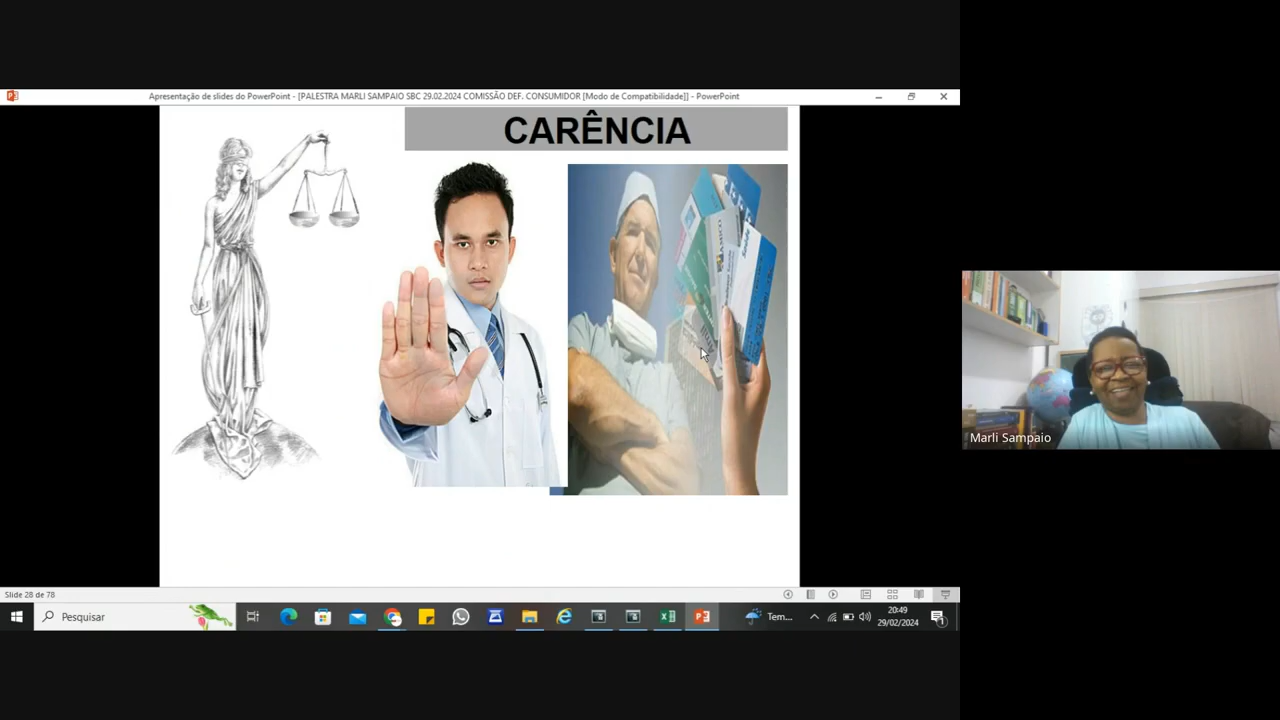 Apresentação de slides do PowerPoint - [PALESTRA MARLI SAMPAIO SBC 29.02.2024 COMISSÃO DEF. CONSUMIDOR [Modo de Compatibilidade]] - PowerPoint
CARÊNCIA
Marli Sampaio
Slide 28 de 78
Pesquisar
Tem...
20:49
29/02/2024
1